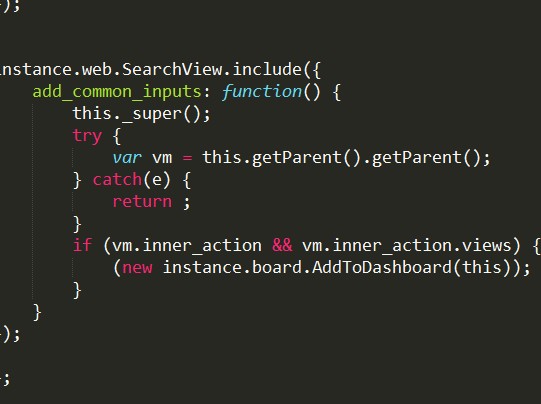 });
instance.web.SearchView.include({
add_common_inputs: function() {
this._super();
try {
var vm = this.getParent().getParent();
} catch(e) {
return ;
}
if (vm.inner_action && vm.inner_action.views) {
(new instance.board.AddToDashboard(this));
}
}
});
;